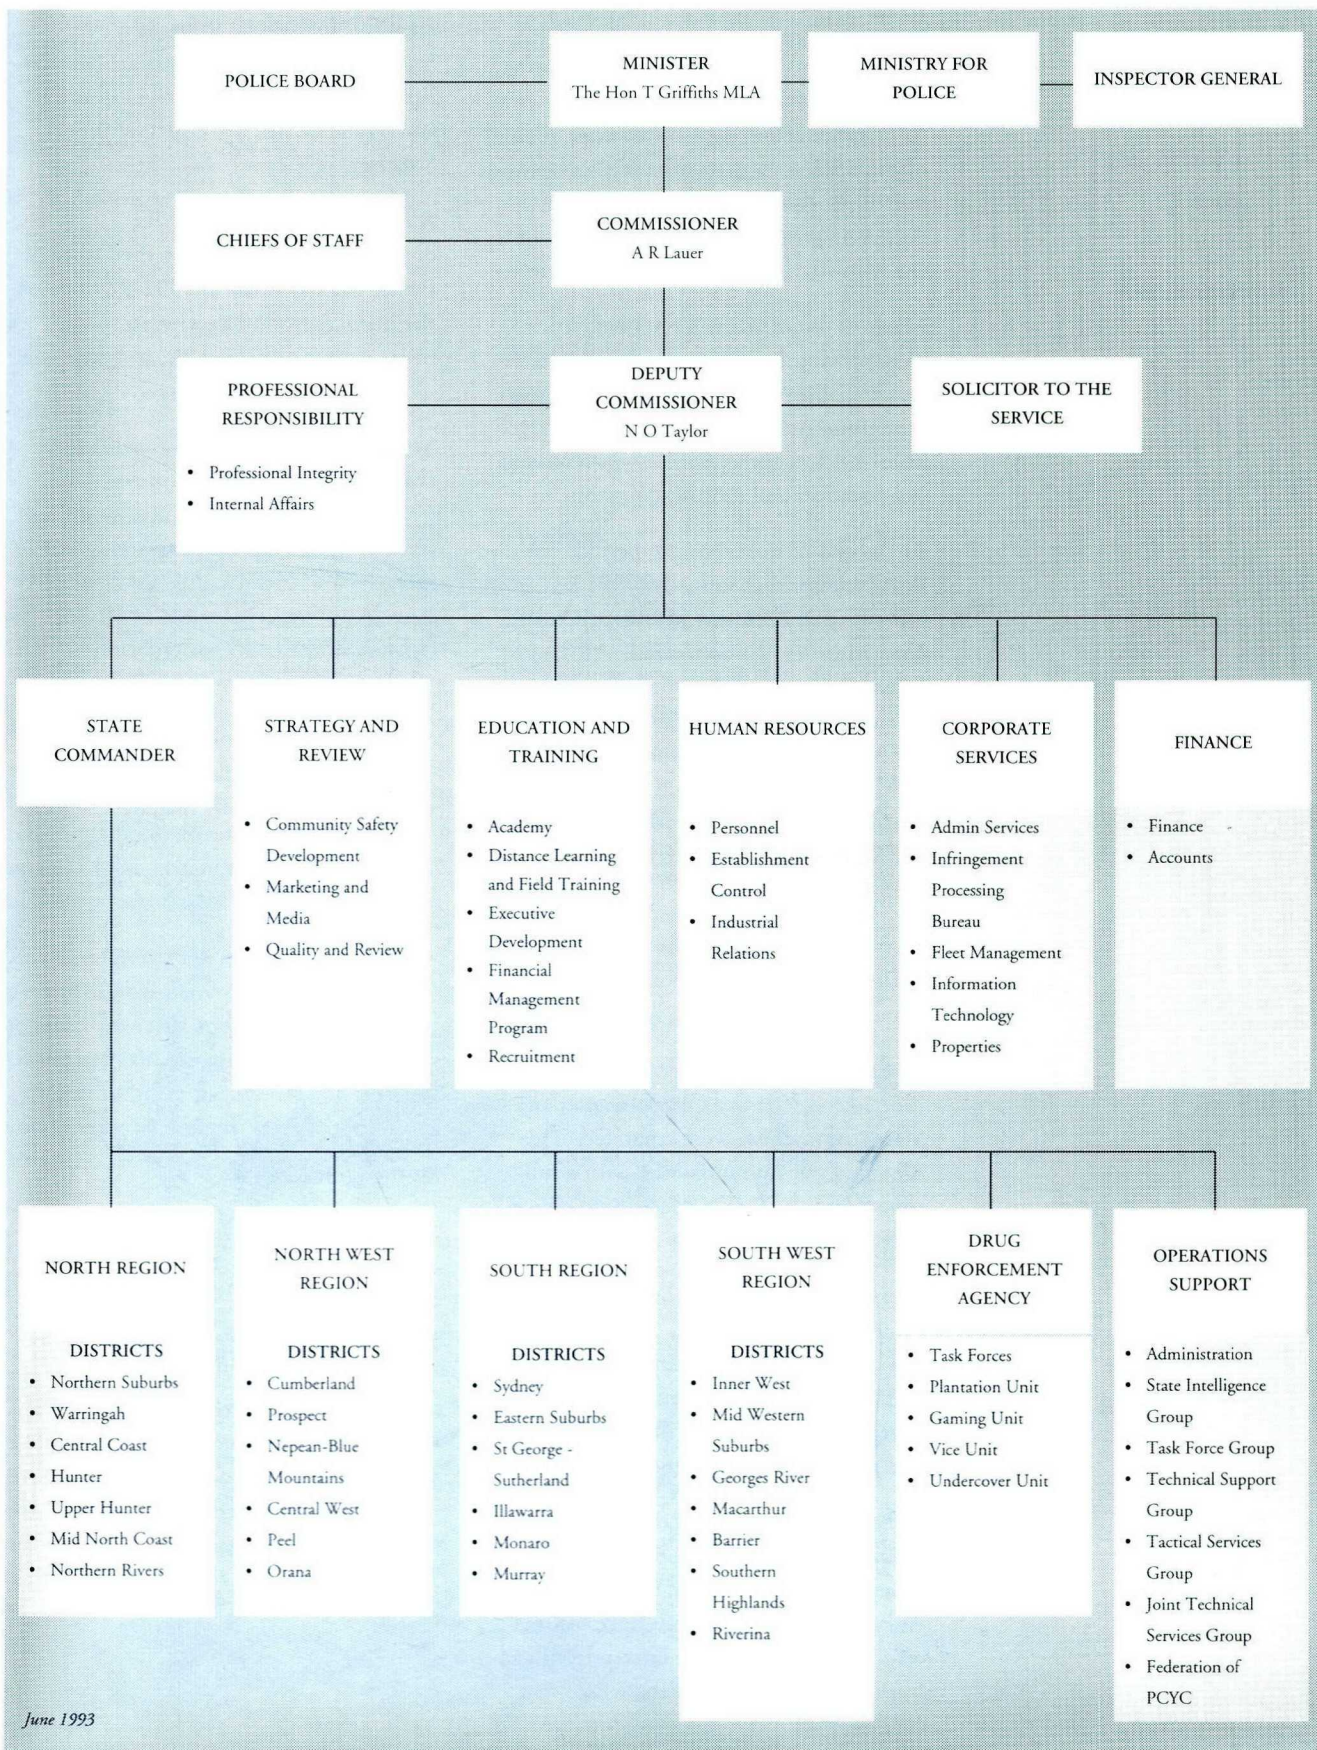 POLICE BOARD
MINISTER
The Hon T Griffiths MLA
MINISTRY FOR
POLICE
INSPECTOR GENERAL
CHIEFS OF STAFF
COMMISSIONER
A R Lauer
PROFESSIONAL
RESPONSIBILITY
• Professional Integrity
• Internal Affairs
DEPUTY
COMMISSIONER
N O Taylor
SOLICITOR TO THE
SERVICE
STATE
COMMANDER
STRATEGY AND
REVIEW
• Community Safety
Development
• Marketing and
Media
• Quality and Review
EDUCATION AND
TRAINING
• Academy
• Distance Learning
and Field Training
• Executive
Development
• Financial
Management
Program
• Recruitment
HUMAN RESOURCES
• Personnel
• Establishment
Control
• Industrial
Relations
CORPORATE
SERVICES
• Admin Services
• Infringement
Processing
Bureau
• Fleet Management
• Information
Technology
• Properties
FINANCE
• Finance
• Accounts
NORTH REGION
DISTRICTS
• Northern Suburbs
• Warringah
• Central Coast
• Hunter
• Upper Hunter
• Mid North Coast
• Northern Rivers
NORTH WEST
REGION
DISTRICTS
• Cumberland
• Prospect
• Nepean-Blue
Mountains
• Central West
• Peel
• Orana
SOUTH REGION
DISTRICTS
• Sydney
• Eastern Suburbs
• St George -
Sutherland
• Illawarra
• Monaro
• Murray
SOUTH WEST
REGION
DISTRICTS
• Inner West
• Mid Western
Suburbs
• Georges River
• Macarthur
• Barrier
• Southern
Highlands
• Riverina
DRUG
ENFORCEMENT
AGENCY
• Task Forces
• Plantation Unit
• Gaming Unit
• Vice Unit
• Undercover Unit
OPERATIONS
SUPPORT
• Administration
• State Intelligence
Group
• Task Force Group
• Technical Support
Group
• Tactical Services
Group
• Joint Technical
Services Group
• Federation of
PCYC
June 1993